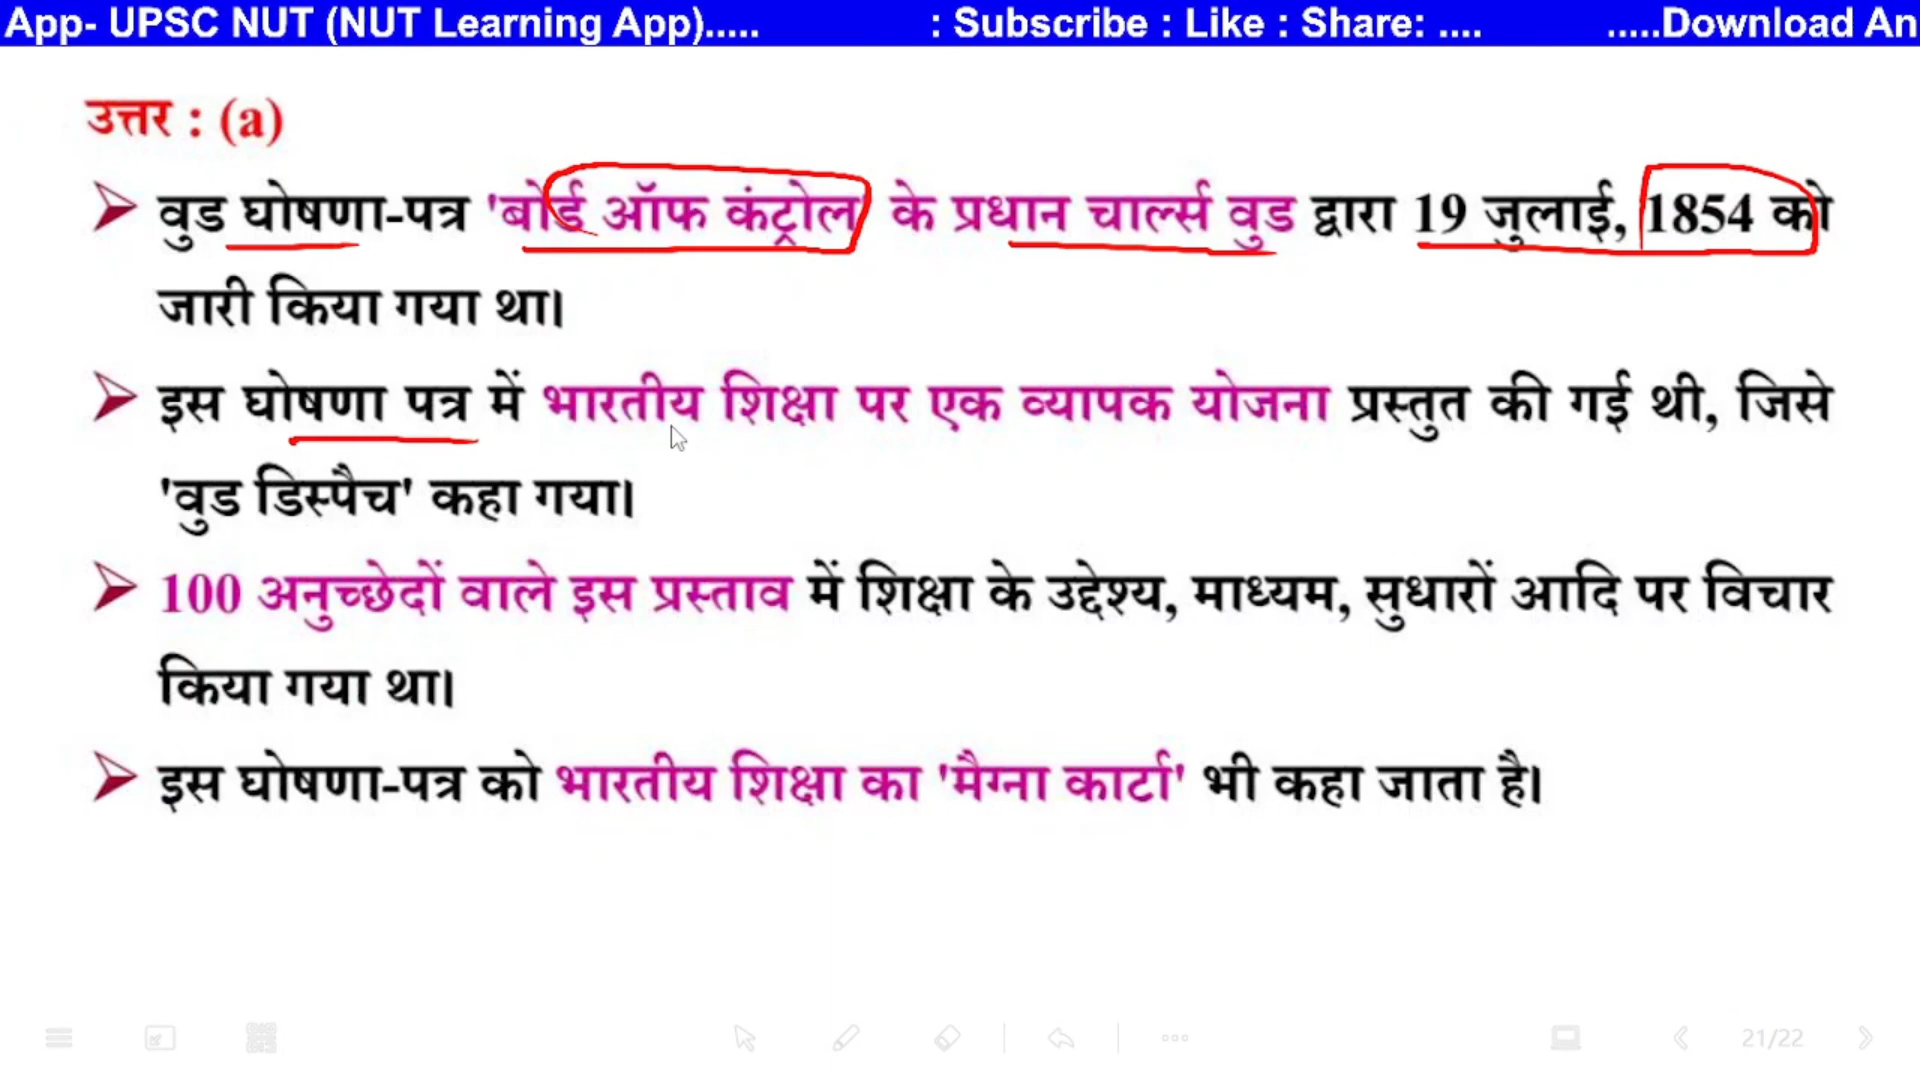 App- UPSC NUT (NUT Learning App)..... : Subscribe : Like : Share: .... .....Download An
उत्तर : (a)
वुड घोषणा-पत्र 'बोर्ड ऑफ कंट्रोल' के प्रधान चार्ल्स वुड द्वारा 19 जुलाई, 1854 को
जारी किया गया था।
इस घोषणा पत्र में भारतीय शिक्षा पर एक व्यापक योजना प्रस्तुत की गई थी, जिसे
'वुड डिस्पैच' कहा गया।
100 अनुच्छेदों वाले इस प्रस्ताव में शिक्षा के उद्देश्य, माध्यम, सुधारों आदि पर विचार
किया गया था।
इस घोषणा-पत्र को भारतीय शिक्षा का 'मैग्ना कार्टा' भी कहा जाता है।
21/22